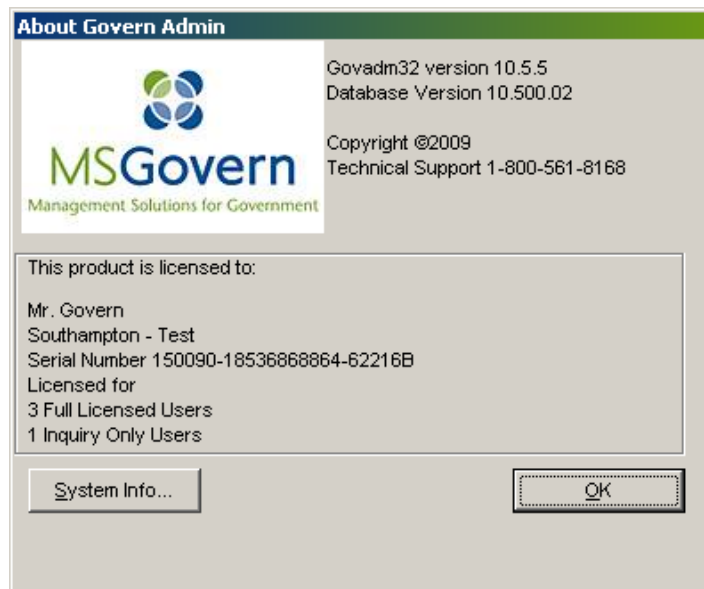 About Govern Admin
MSGovern
Management Solutions for Government
Govadm32 version 10.5.5
Database Version 10.500.02
Copyright ©2009
Technical Support 1-800-561-8168
This product is licensed to:
Mr. Govern
Southampton - Test
Serial Number 150090-18536868864-62216B
Licensed for
3 Full Licensed Users
1 Inquiry Only Users
System Info...
OK